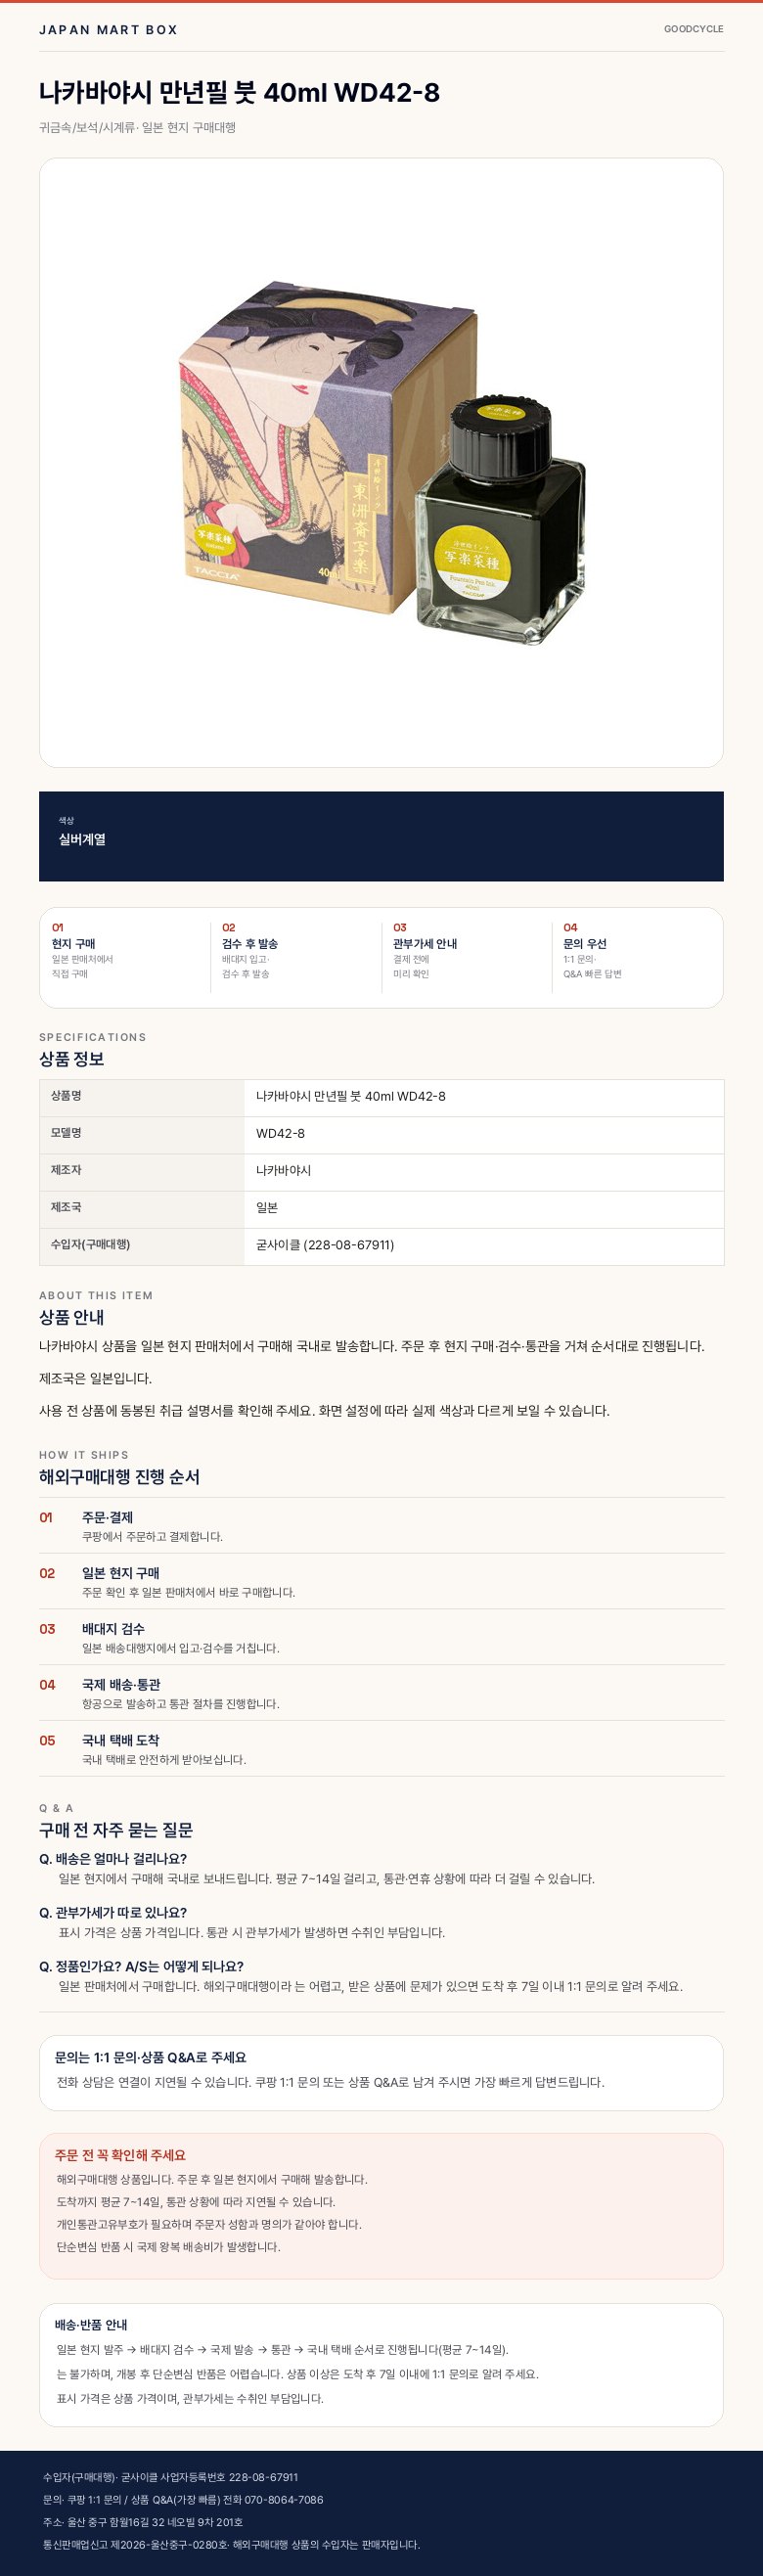 JAPAN MART BOX
GOODCYCLE
나카바야시 만년필 붓 40ml WD42-8
귀금속/보석/시계류· 일본 현지 구매대행
写楽菜種
浮世絵インク
東洲斎写楽
写楽菜種
TACCIA
40ml
浮世絵インク
写楽菜種
Fountain Pen Ink
40ml
TACCIA
색상
실버계열
01
현지 구매
일본 판매처에서
직접 구매
02
검수 후 발송
배대지 입고·
검수 후 발송
03
관부가세 안내
결제 전에
미리 확인
04
문의 우선
1:1 문의·
Q&A 빠른 답변
SPECIFICATIONS
상품 정보
상품명 나카바야시 만년필 붓 40ml WD42-8
모델명 WD42-8
제조자 나카바야시
제조국 일본
수입자(구매대행) 굳사이클 (228-08-67911)
ABOUT THIS ITEM
상품 안내
나카바야시 상품을 일본 현지 판매처에서 구매해 국내로 발송합니다. 주문 후 현지 구매·검수·통관을 거쳐 순서대로 진행됩니다.
제조국은 일본입니다.
사용 전 상품에 동봉된 취급 설명서를 확인해 주세요. 화면 설정에 따라 실제 색상과 다르게 보일 수 있습니다.
HOW IT SHIPS
해외구매대행 진행 순서
01 주문·결제
쿠팡에서 주문하고 결제합니다.
02 일본 현지 구매
주문 확인 후 일본 판매처에서 바로 구매합니다.
03 배대지 검수
일본 배송대행지에서 입고·검수를 거칩니다.
04 국제 배송·통관
항공으로 발송하고 통관 절차를 진행합니다.
05 국내 택배 도착
국내 택배로 안전하게 받아보십니다.
Q & A
구매 전 자주 묻는 질문
Q. 배송은 얼마나 걸리나요?
일본 현지에서 구매해 국내로 보내드립니다. 평균 7~14일 걸리고, 통관·연휴 상황에 따라 더 걸릴 수 있습니다.
Q. 관부가세가 따로 있나요?
표시 가격은 상품 가격입니다. 통관 시 관부가세가 발생하면 수취인 부담입니다.
Q. 정품인가요? A/S는 어떻게 되나요?
일본 판매처에서 구매합니다. 해외구매대행이라 는 어렵고, 받은 상품에 문제가 있으면 도착 후 7일 이내 1:1 문의로 알려 주세요.
문의는 1:1 문의·상품 Q&A로 주세요
전화 상담은 연결이 지연될 수 있습니다. 쿠팡 1:1 문의 또는 상품 Q&A로 남겨 주시면 가장 빠르게 답변드립니다.
주문 전 꼭 확인해 주세요
해외구매대행 상품입니다. 주문 후 일본 현지에서 구매해 발송합니다.
도착까지 평균 7~14일, 통관 상황에 따라 지연될 수 있습니다.
개인통관고유부호가 필요하며 주문자 성함과 명의가 같아야 합니다.
단순변심 반품 시 국제 왕복 배송비가 발생합니다.
배송·반품 안내
일본 현지 발주 → 배대지 검수 → 국제 발송 → 통관 → 국내 택배 순서로 진행됩니다(평균 7~14일).
는 불가하며, 개봉 후 단순변심 반품은 어렵습니다. 상품 이상은 도착 후 7일 이내에 1:1 문의로 알려 주세요.
표시 가격은 상품 가격이며, 관부가세는 수취인 부담입니다.
수입자(구매대행)· 굳사이클 사업자등록번호 228-08-67911
문의· 쿠팡 1:1 문의 / 상품 Q&A(가장 빠름) 전화 070-8064-7086
주소· 울산 중구 함월16길 32 네오빌 9차 201호
통신판매업신고 제2026-울산중구-0280호· 해외구매대행 상품의 수입자는 판매자입니다.